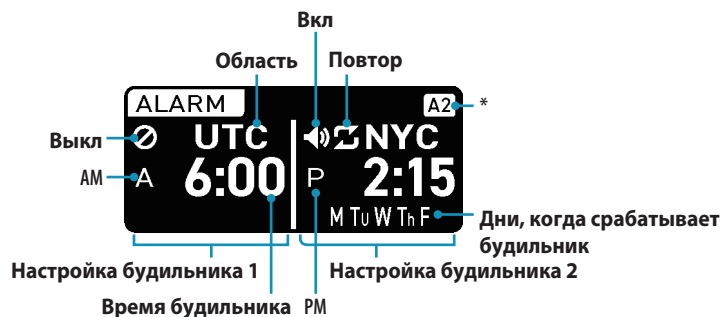 Вкл
Область Повтор
ALARM A2 *
Выкл UTC NYC
AM A 6:00 P 2:15
M Tu W Th F Дни, когда срабатывает
будильник
Настройка будильника 1 Настройка будильника 2
Время будильника PM